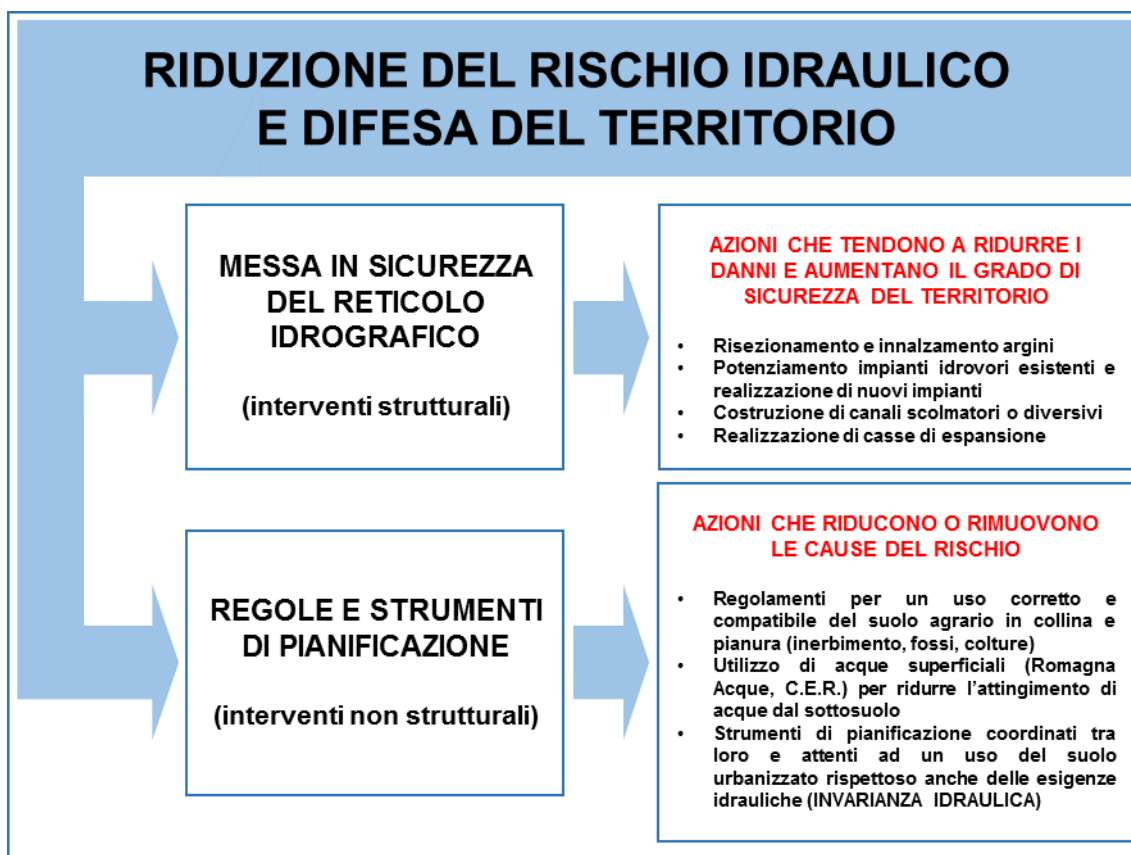 RIDUZIONE DEL RISCHIO IDRAULICO
E DIFESA DEL TERRITORIO
MESSA IN SICUREZZA
DEL RETICOLO
IDROGRAFICO
(interventi strutturali)
AZIONI CHE TENDONO A RIDURRE I
DANNI E AUMENTANO IL GRADO DI
SICUREZZA DEL TERRITORIO
• Risezionamento e innalzamento argini
• Potenziamento impianti idrovori esistenti e
realizzazione di nuovi impianti
• Costruzione di canali scolmatori o diversivi
• Realizzazione di casse di espansione
REGOLE E STRUMENTI
DI PIANIFICAZIONE
(interventi non strutturali)
AZIONI CHE RIDUCONO O RIMUOVONO
LE CAUSE DEL RISCHIO
• Regolamenti per un uso corretto e
compatibile del suolo agrario in collina e
pianura (inerbimento, fossi, colture)
• Utilizzo di acque superficiali (Romagna
Acque, C.E.R.) per ridurre l’attingimento di
acque dal sottosuolo
• Strumenti di pianificazione coordinati tra
loro e attenti ad un uso del suolo
urbanizzato rispettoso anche delle esigenze
idrauliche (INVARIANZA IDRAULICA)